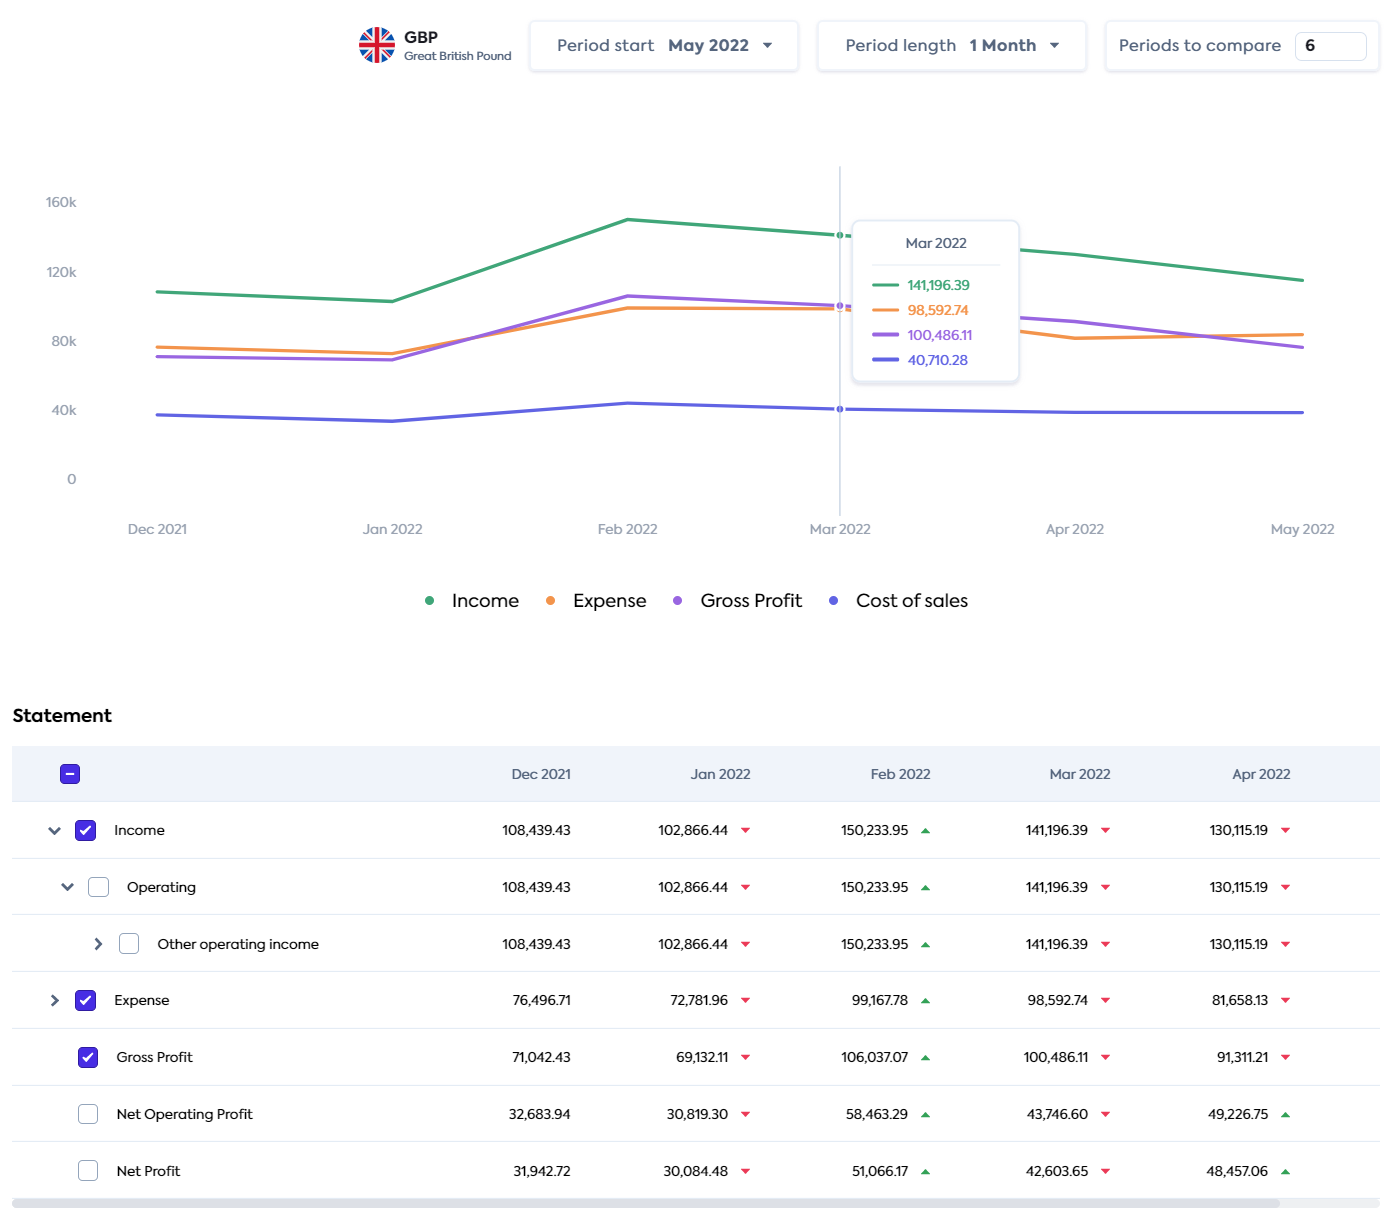 GBP
Great British Pound
Period start May 2022
Period length 1 Month
Periods to compare 6
160k
120k
80k
40k
0
Mar 2022
141,196.39
98,592.74
100,486.11
40,710.28
Dec 2021 Jan 2022 Feb 2022 Mar 2022 Apr 2022 May 2022
Income Expense Gross Profit Cost of sales
Statement
Dec 2021 Jan 2022 Feb 2022 Mar 2022 Apr 2022
Income 108,439.43 102,866.44 150,233.95 141,196.39 130,115.19
Operating 108,439.43 102,866.44 150,233.95 141,196.39 130,115.19
Other operating income 108,439.43 102,866.44 150,233.95 141,196.39 130,115.19
Expense 76,496.71 72,781.96 99,167.78 98,592.74 81,658.13
Gross Profit 71,042.43 69,132.11 106,037.07 100,486.11 91,311.21
Net Operating Profit 32,683.94 30,819.30 58,463.29 43,746.60 49,226.75
Net Profit 31,942.72 30,084.48 51,066.17 42,603.65 48,457.06